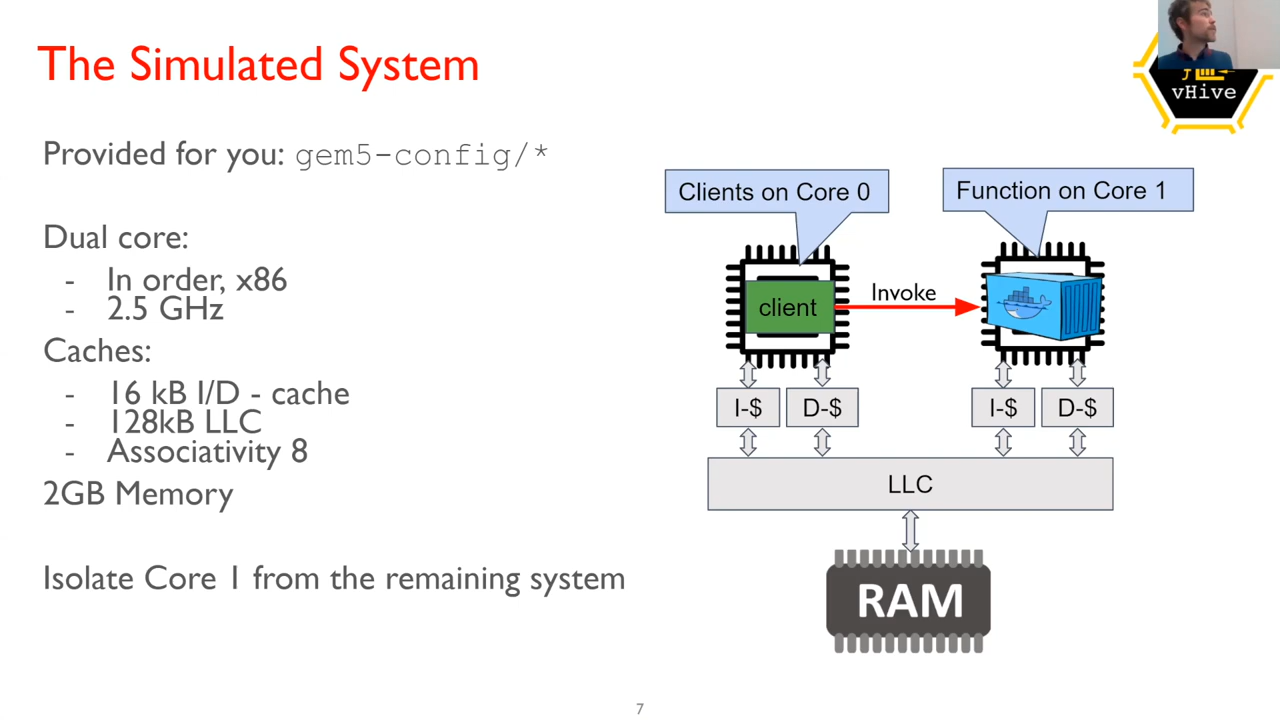 The Simulated System
vHive
Provided for you: gem5-config/*
Dual core:
- In order, x86
- 2.5 GHz
Caches:
- 16 kB I/D - cache
- 128kB LLC
- Associativity 8
2GB Memory
Isolate Core 1 from the remaining system
Clients on Core 0
Function on Core 1
client
Invoke
I-$
D-$
I-$
D-$
LLC
RAM
7